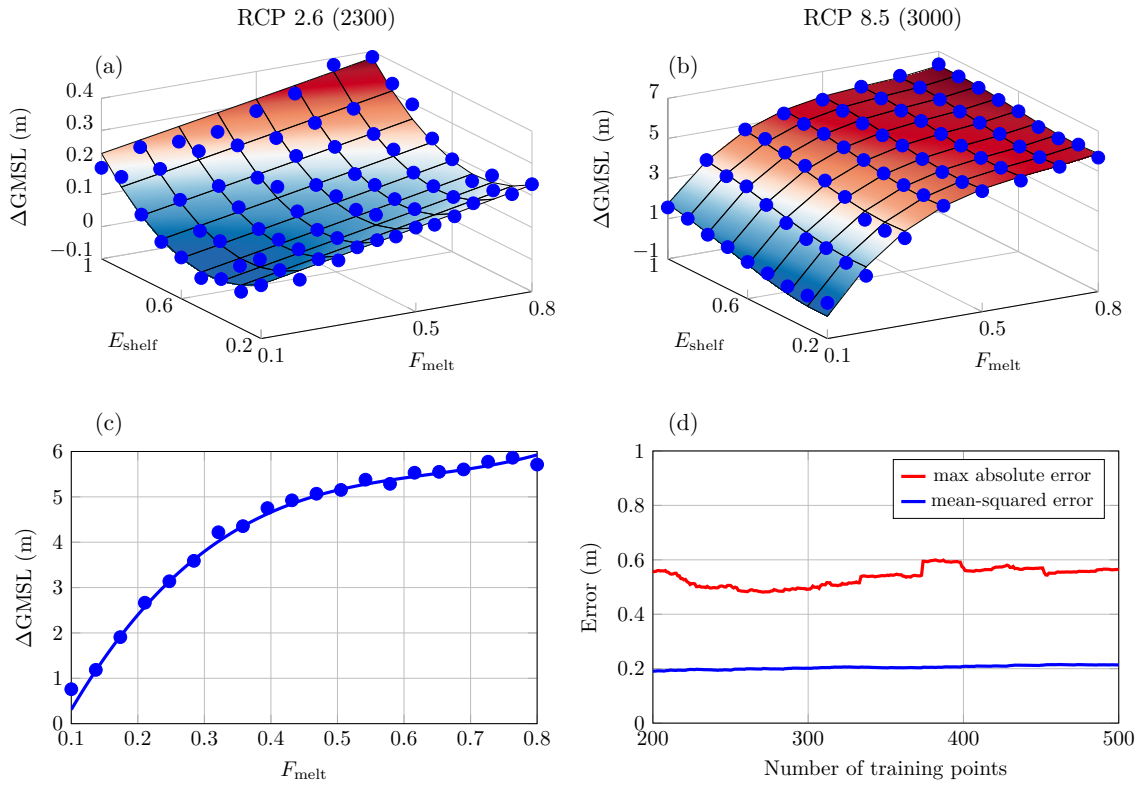 RCP 2.6 (2300)
RCP 8.5 (3000)
(a)
ΔGMSL (m)
0.4
0.3
0.2
0.1
0
−0.1
1
0.6
0.2
E_shelf
0.1
0.5
0.8
F_melt
(b)
ΔGMSL (m)
7
5
3
1
-1
1
0.6
0.2
E_shelf
0.1
0.5
0.8
F_melt
(c)
ΔGMSL (m)
6
5
4
3
2
1
0
0.1 0.2 0.3 0.4 0.5 0.6 0.7 0.8
F_melt
(d)
Error (m)
1
0.8
0.6
0.4
0.2
0
max absolute error
mean-squared error
200 300 400 500
Number of training points